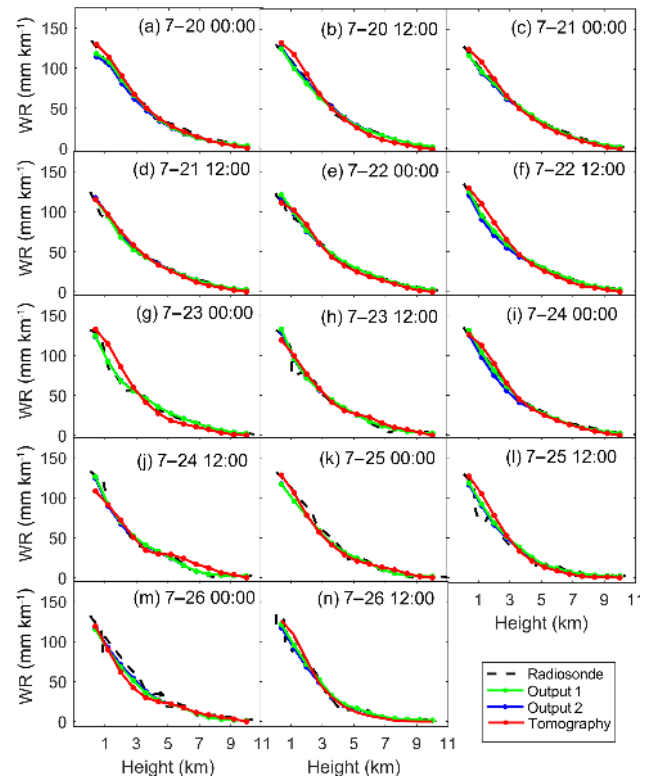 (a) 7–20 00:00
(b) 7–20 12:00
(c) 7–21 00:00
WR (mm km⁻¹)
150
100
50
0
(d) 7–21 12:00
(e) 7–22 00:00
(f) 7–22 12:00
WR (mm km⁻¹)
150
100
50
0
(g) 7–23 00:00
(h) 7–23 12:00
(i) 7–24 00:00
WR (mm km⁻¹)
150
100
50
0
(j) 7–24 12:00
(k) 7–25 00:00
(l) 7–25 12:00
WR (mm km⁻¹)
150
100
50
0
1 3 5 7 9 11
Height (km)
(m) 7–26 00:00
(n) 7–26 12:00
WR (mm km⁻¹)
150
100
50
0
1 3 5 7 9 11 1 3 5 7 9 11
Height (km)
Height (km)
Radiosonde
Output 1
Output 2
Tomography